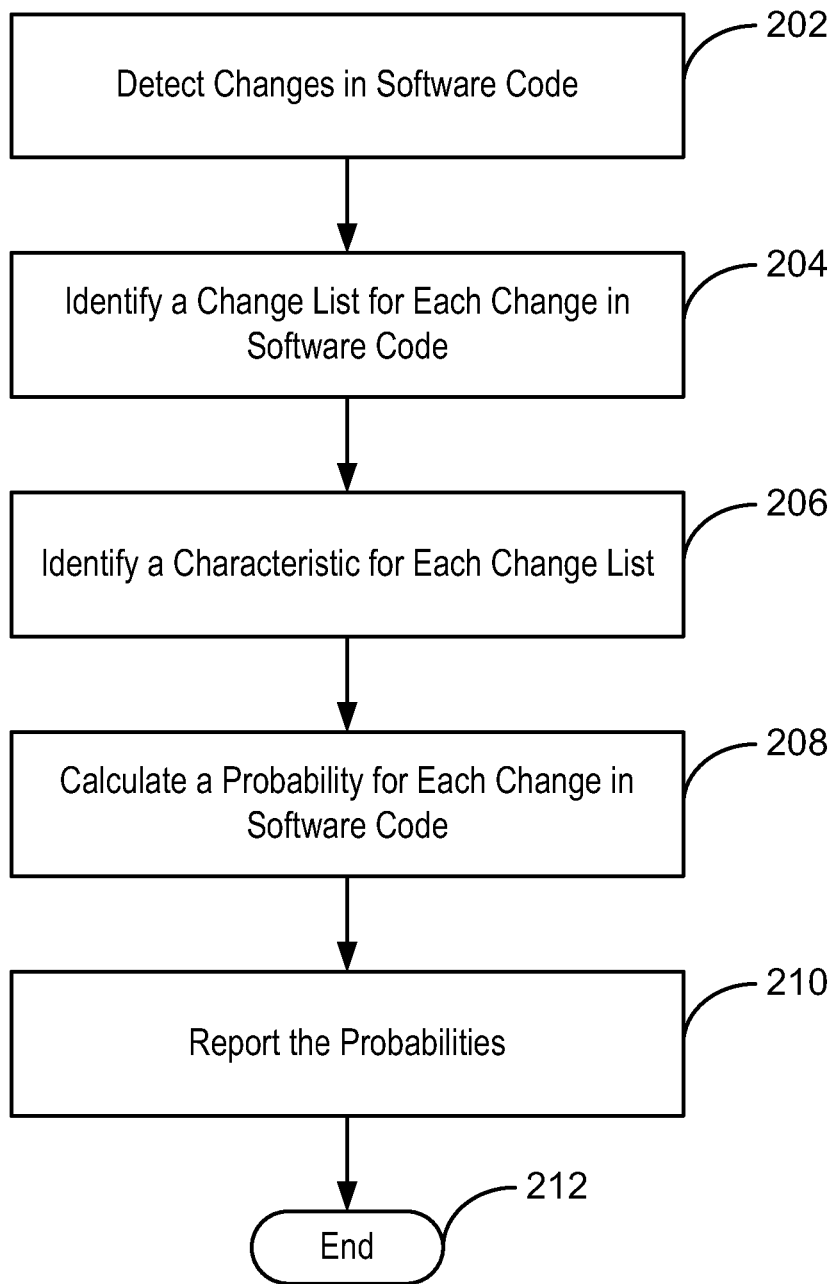 202
Detect Changes in Software Code
204
Identify a Change List for Each Change in
Software Code
206
Identify a Characteristic for Each Change List
208
Calculate a Probability for Each Change in
Software Code
210
Report the Probabilities
212
End